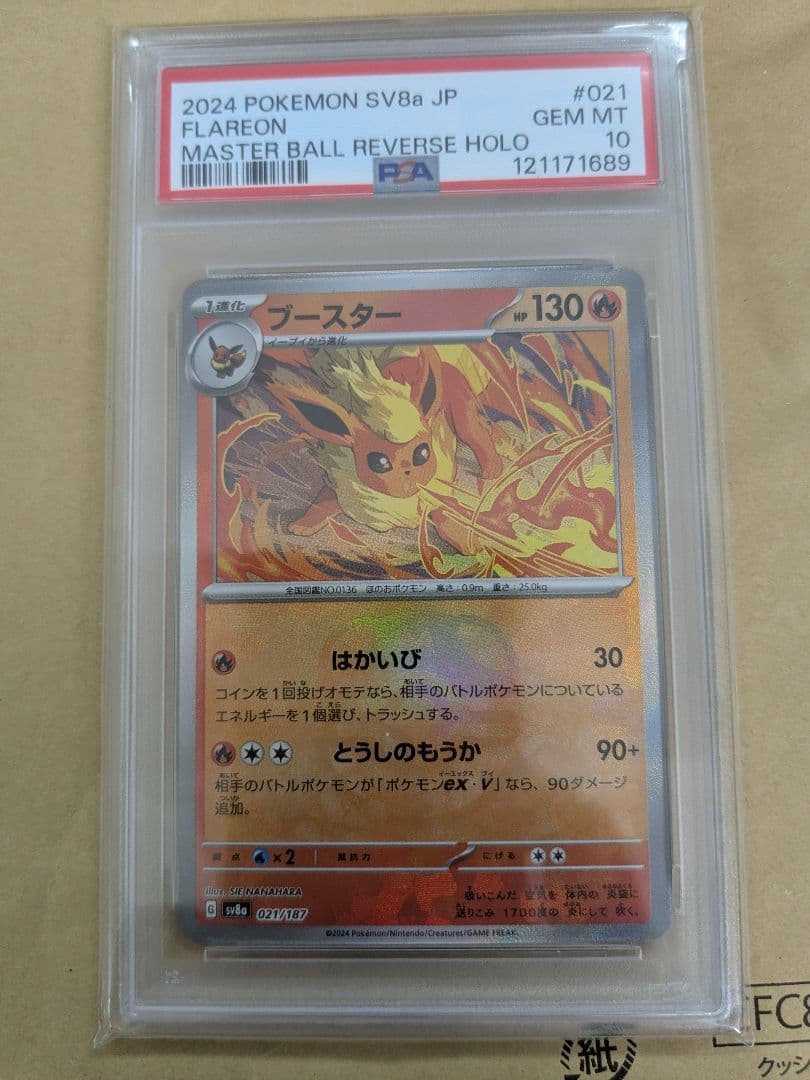 2024 POKEMON SV8a JP #021
FLAREON GEM MT
MASTER BALL REVERSE HOLO 10
PSA 121171689
1進化 ブースター HP 130
イーブイから進化
全国図鑑NO.0136 ほのおポケモン 高さ:0.9m 重さ:25.0kg
はかいび 30
コインを1回投げオモテなら、相手のバトルポケモンについている
エネルギーを1個選び、トラッシュする。
とうしのもうか 90+
相手のバトルポケモンが「ポケモンex・V」なら、90ダメージ
追加。
弱点 ×2 抵抗力 にげる
illus. SIE NANAHARA
G sv8a 021/187
吸いこんだ 空気を 体内の 炎袋に
送りこみ 1700度の 炎にして 吹く。
©2024 Pokémon/Nintendo/Creatures/GAME FREAK.
紙
クッシ